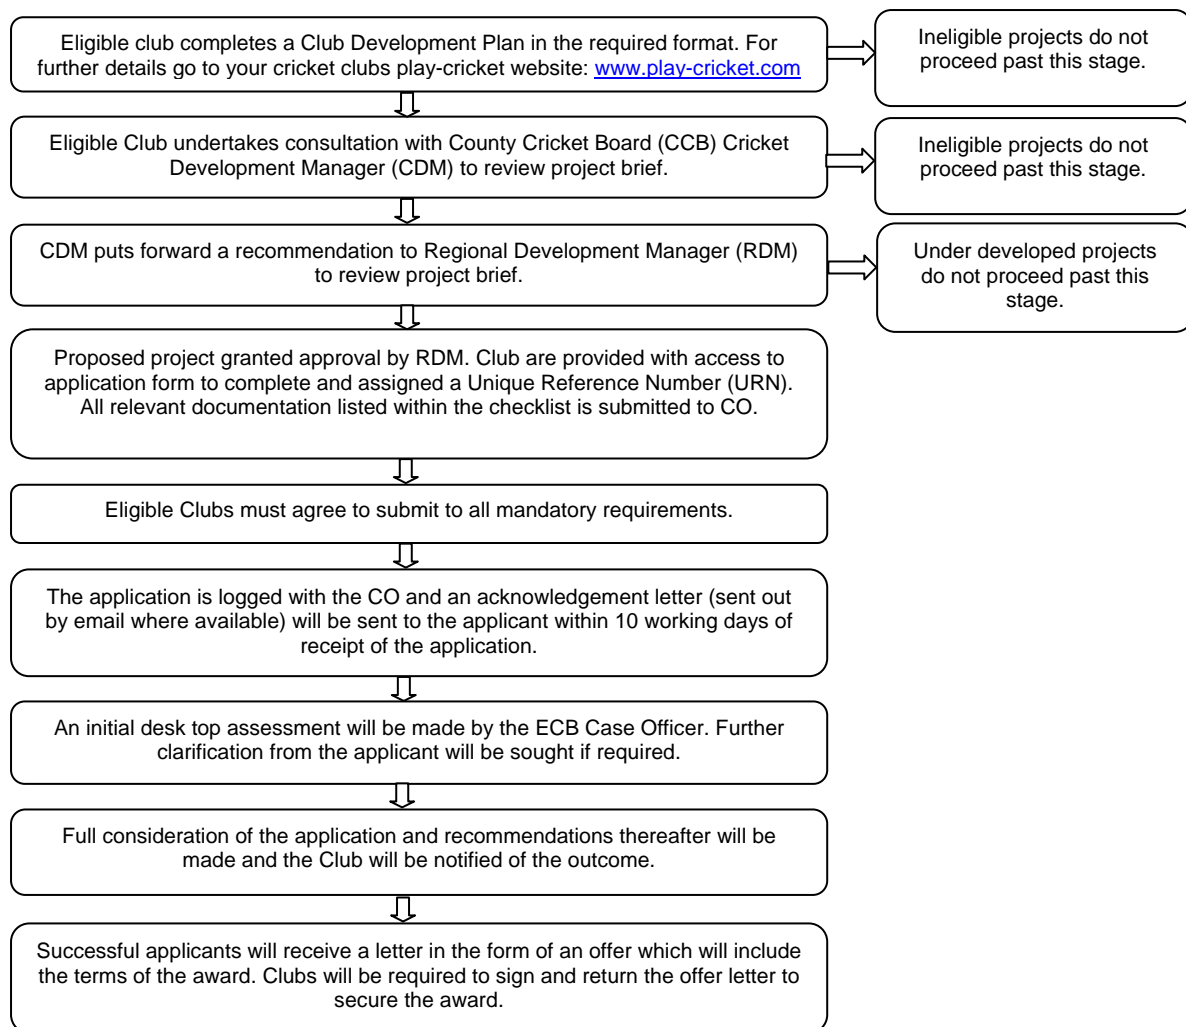 Eligible club completes a Club Development Plan in the required format. For
further details go to your cricket clubs play-cricket website: www.play-cricket.com
Ineligible projects do not
proceed past this stage.
Eligible Club undertakes consultation with County Cricket Board (CCB) Cricket
Development Manager (CDM) to review project brief.
Ineligible projects do not
proceed past this stage.
CDM puts forward a recommendation to Regional Development Manager (RDM)
to review project brief.
Under developed projects
do not proceed past this
stage.
Proposed project granted approval by RDM. Club are provided with access to
application form to complete and assigned a Unique Reference Number (URN).
All relevant documentation listed within the checklist is submitted to CO.
Eligible Clubs must agree to submit to all mandatory requirements.
The application is logged with the CO and an acknowledgement letter (sent out
by email where available) will be sent to the applicant within 10 working days of
receipt of the application.
An initial desk top assessment will be made by the ECB Case Officer. Further
clarification from the applicant will be sought if required.
Full consideration of the application and recommendations thereafter will be
made and the Club will be notified of the outcome.
Successful applicants will receive a letter in the form of an offer which will include
the terms of the award. Clubs will be required to sign and return the offer letter to
secure the award.